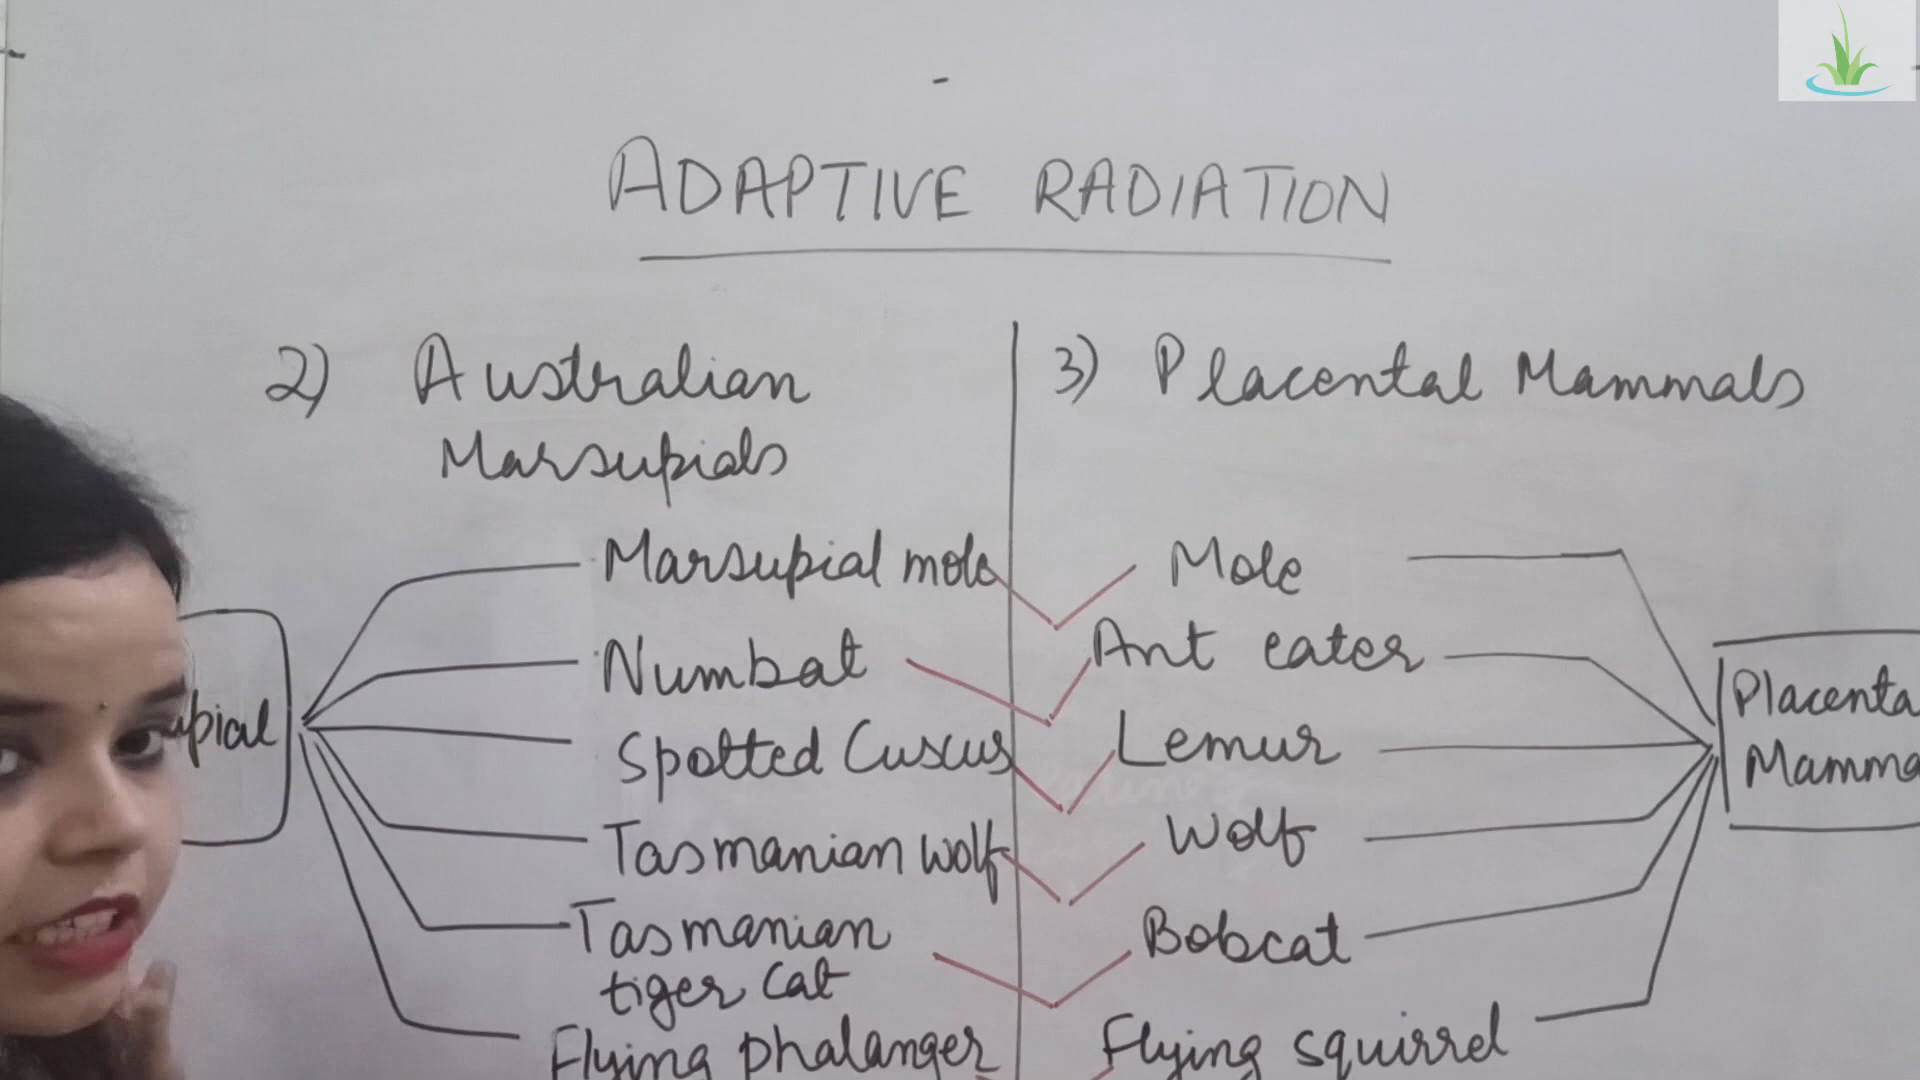 ADAPTIVE RADIATION
2) Australian
Marsupials
3) Placental Mammals
Marsupial mole
Mole
Numbat
Ant eater
Spotted Cuscus
Lemur
Tasmanian wolf
Wolf
Tasmanian
tiger cat
Bobcat
Flying phalanger
Flying squirrel
upial
Placenta
Mamma